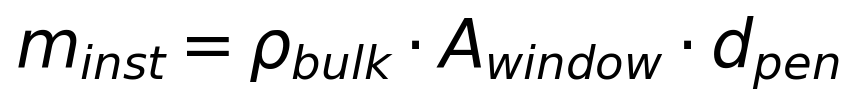 m_inst = ρ_bulk · A_window · d_pen